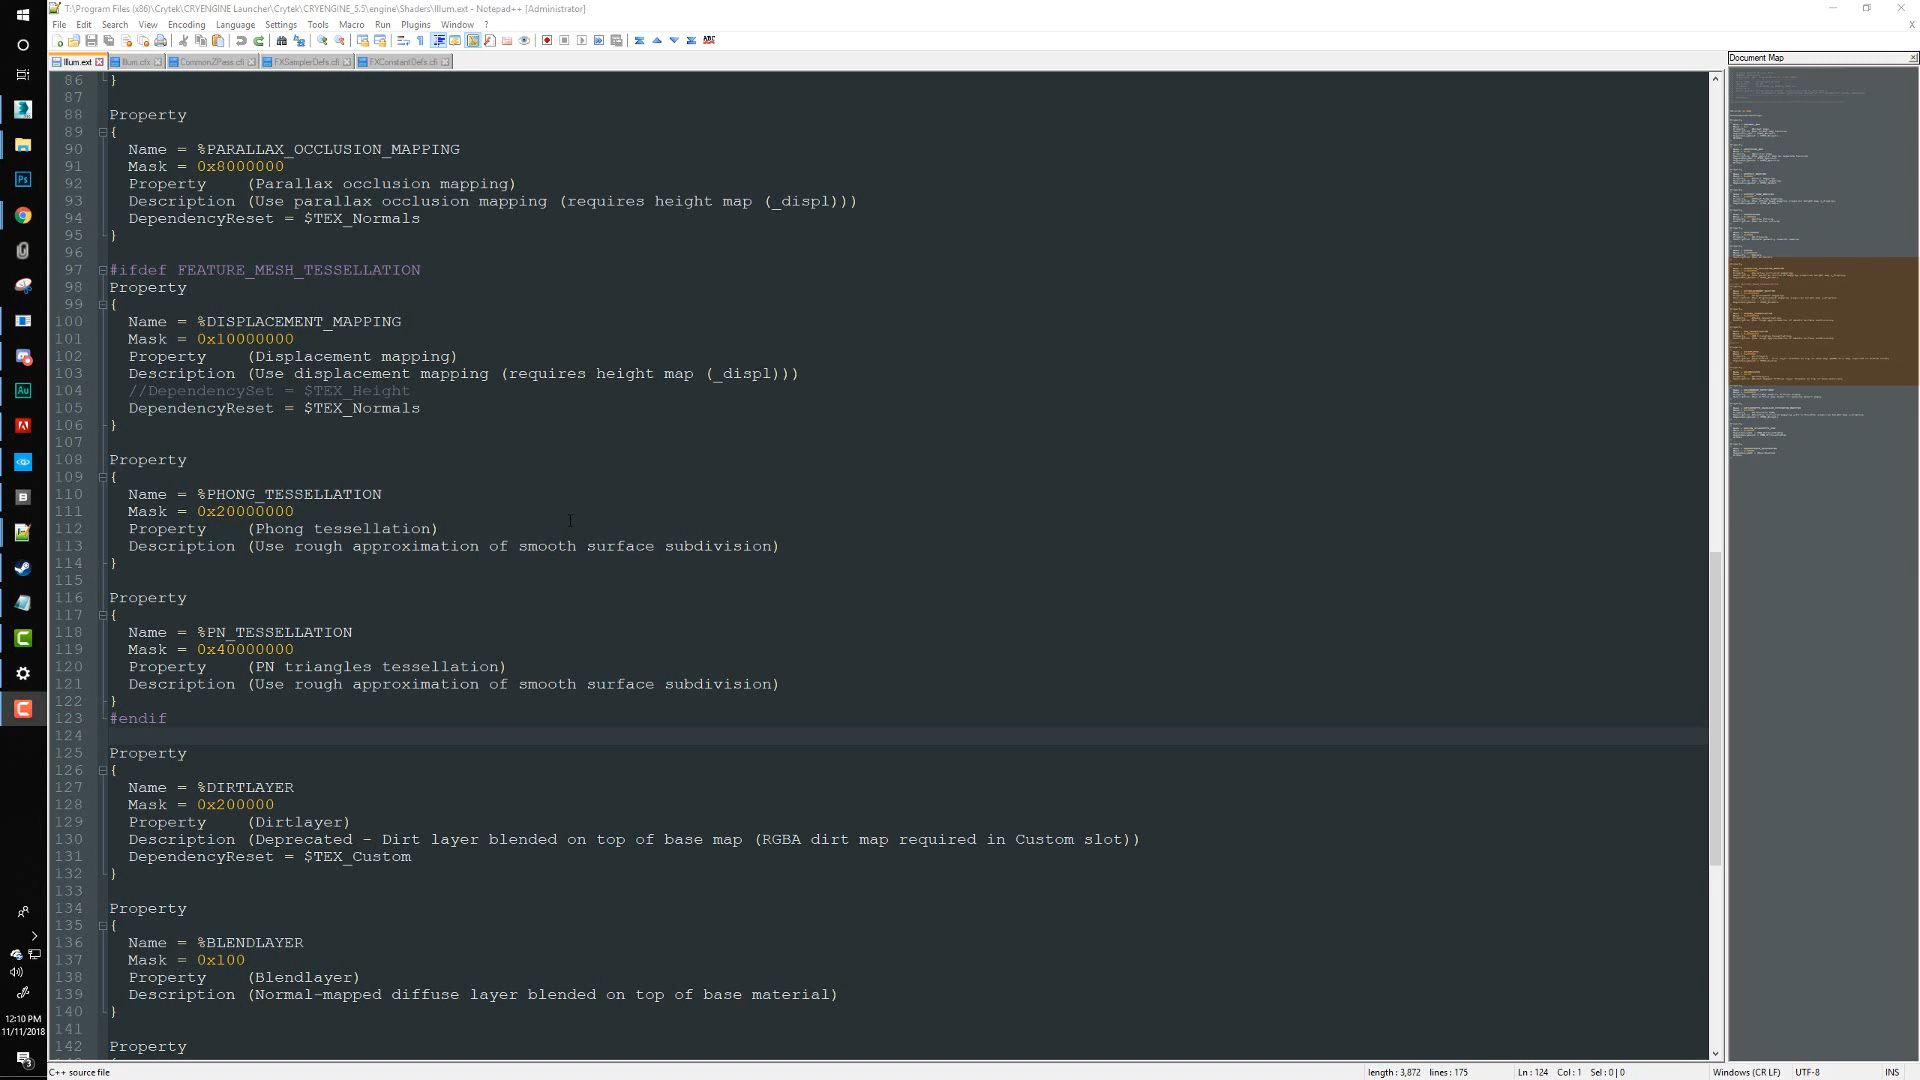 T:\Program Files (x86)\Crytek\CRYENGINE Launcher\Crytek\CRYENGINE_5.5\engine\Shaders\Illum.ext - Notepad++ [Administrator]
File Edit Search View Encoding Language Settings Tools Macro Run Plugins Window ?
Illum.ext Illum.cfx CommonZPass.cfi FXSamplerDefs.cfi FXConstantDefs.cfi
Document Map
86 }
87
88 Property
89 {
90 Name = %PARALLAX_OCCLUSION_MAPPING
91 Mask = 0x8000000
92 Property (Parallax occlusion mapping)
93 Description (Use parallax occlusion mapping (requires height map (_displ)))
94 DependencyReset = $TEX_Normals
95 }
96
97 #ifdef FEATURE_MESH_TESSELLATION
98 Property
99 {
100 Name = %DISPLACEMENT_MAPPING
101 Mask = 0x10000000
102 Property (Displacement mapping)
103 Description (Use displacement mapping (requires height map (_displ)))
104 //DependencySet = $TEX_Height
105 DependencyReset = $TEX_Normals
106 }
107
108 Property
109 {
110 Name = %PHONG_TESSELLATION
111 Mask = 0x20000000
112 Property (Phong tessellation)
113 Description (Use rough approximation of smooth surface subdivision)
114 }
115
116 Property
117 {
118 Name = %PN_TESSELLATION
119 Mask = 0x40000000
120 Property (PN triangles tessellation)
121 Description (Use rough approximation of smooth surface subdivision)
122 }
123 #endif
124
125 Property
126 {
127 Name = %DIRTLAYER
128 Mask = 0x200000
129 Property (Dirtlayer)
130 Description (Deprecated - Dirt layer blended on top of base map (RGBA dirt map required in Custom slot))
131 DependencyReset = $TEX_Custom
132 }
133
134 Property
135 {
136 Name = %BLENDLAYER
137 Mask = 0x100
138 Property (Blendlayer)
139 Description (Normal-mapped diffuse layer blended on top of base material)
140 }
141
142 Property
Ps
Au
12:10 PM
11/11/2018
3
C++ source file
length : 3,872 lines : 175
Ln : 124 Col : 1 Sel : 0 | 0
Windows (CR LF)
UTF-8
INS